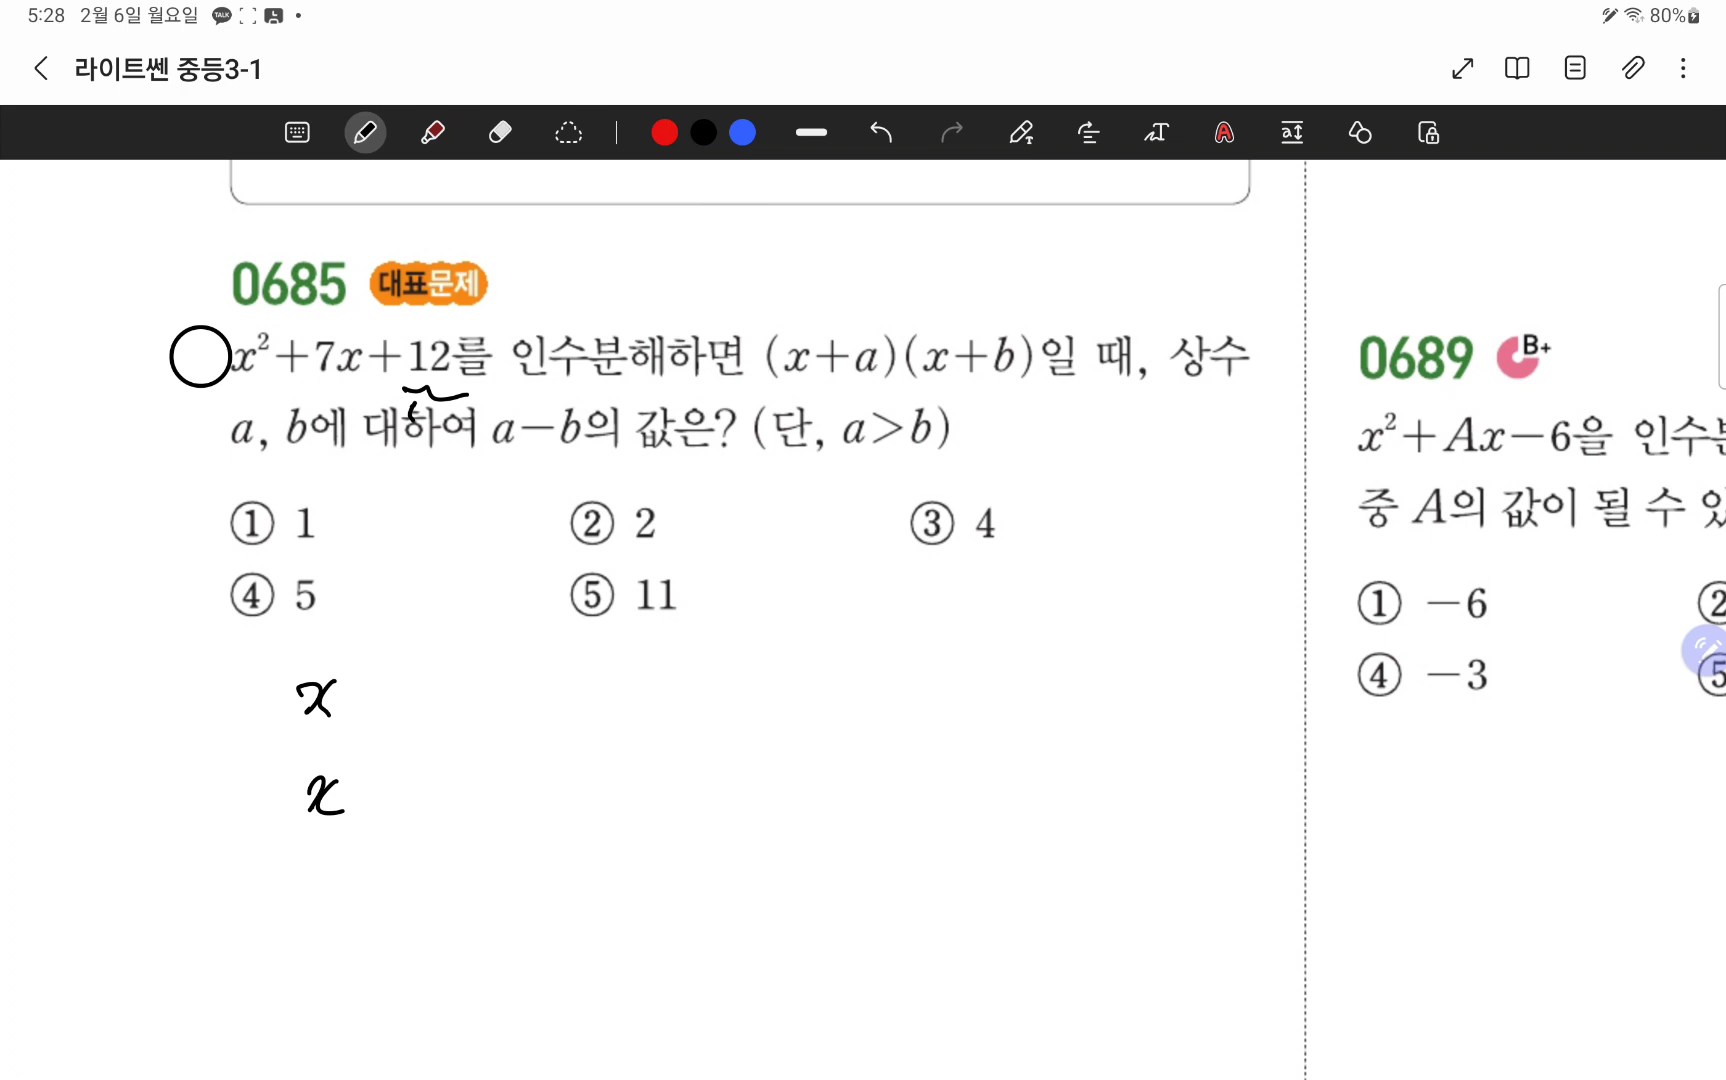 5:28 2월 6일 월요일 TALK 80%
라이트쎈 중등3-1
0685 대표문제
x²+7x+12를 인수분해하면 (x+a)(x+b)일 때, 상수
a, b에 대하여 a-b의 값은? (단, a>b)
① 1 ② 2 ③ 4
④ 5 ⑤ 11
x
x
0689 B+
x²+Ax-6을 인수
중 A의 값이 될 수
① -6 ②
④ -3 ⑤